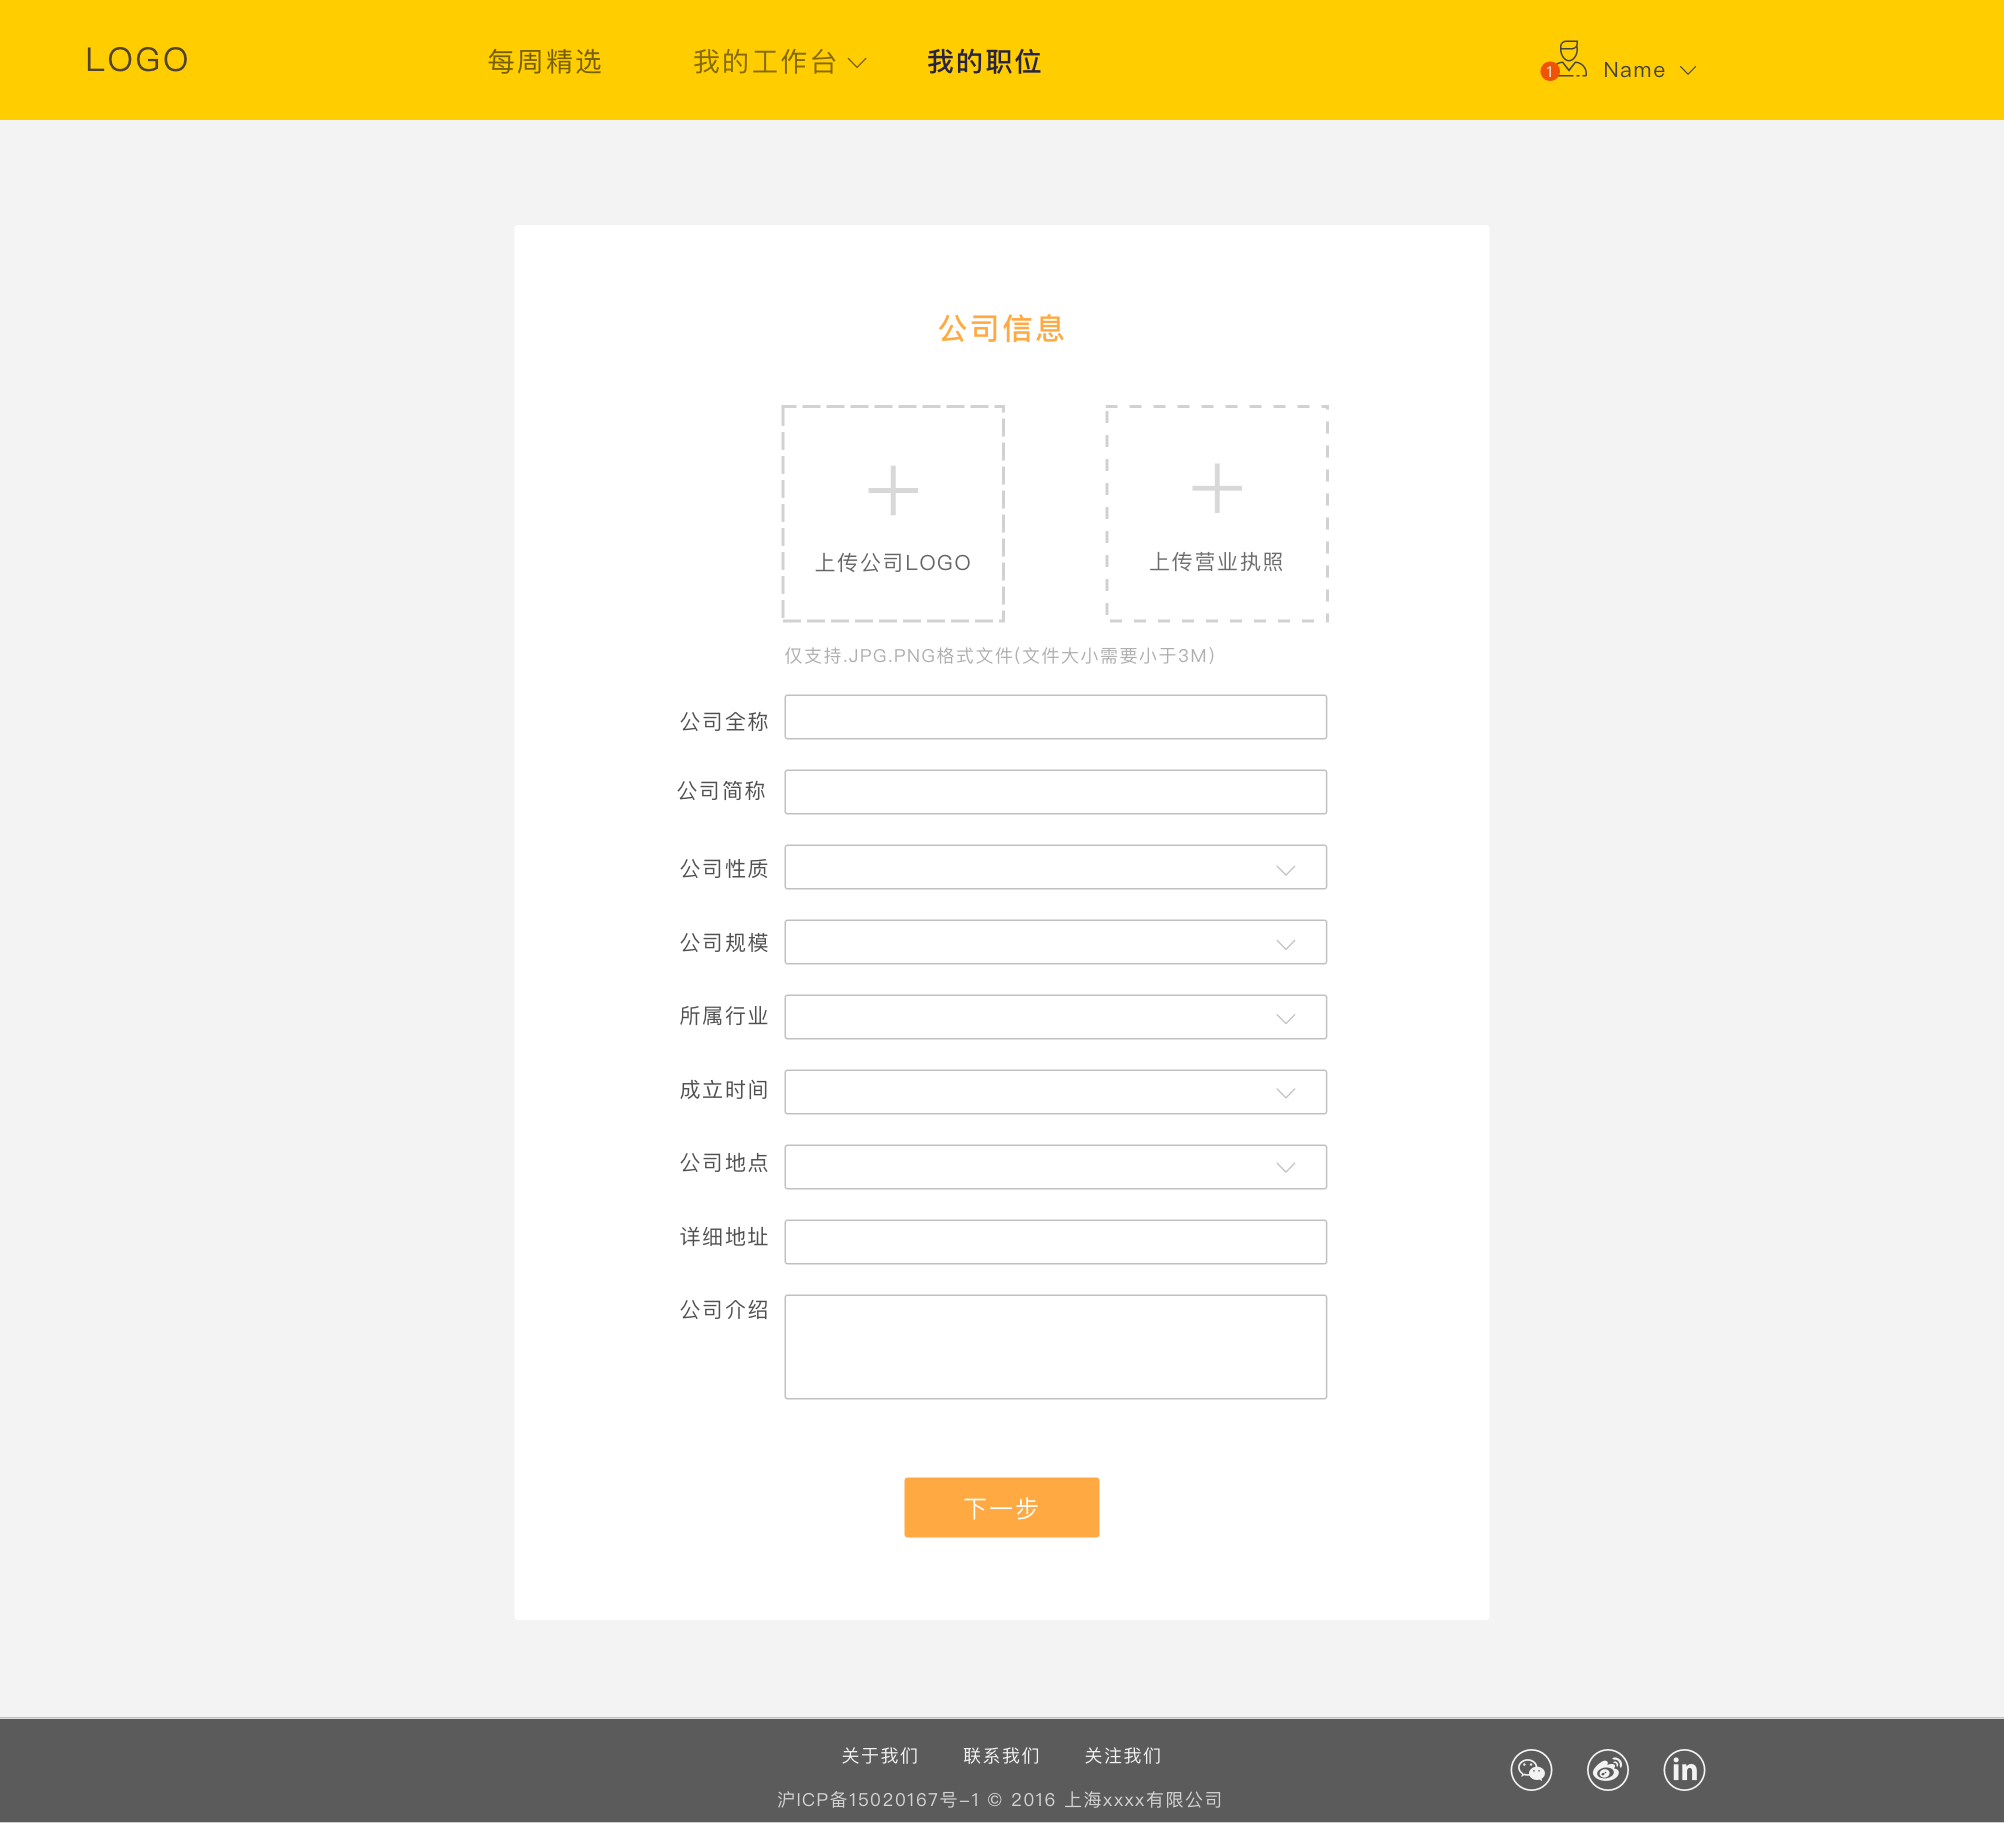 LOGO 每周精选 我的工作台 我的职位 1 Name
公司信息
上传公司LOGO 上传营业执照
仅支持.JPG.PNG格式文件(文件大小需要小于3M)
公司全称
公司简称
公司性质
公司规模
所属行业
成立时间
公司地点
详细地址
公司介绍
下一步
关于我们 联系我们 关注我们
in
沪ICP备15020167号-1 © 2016 上海xxxx有限公司